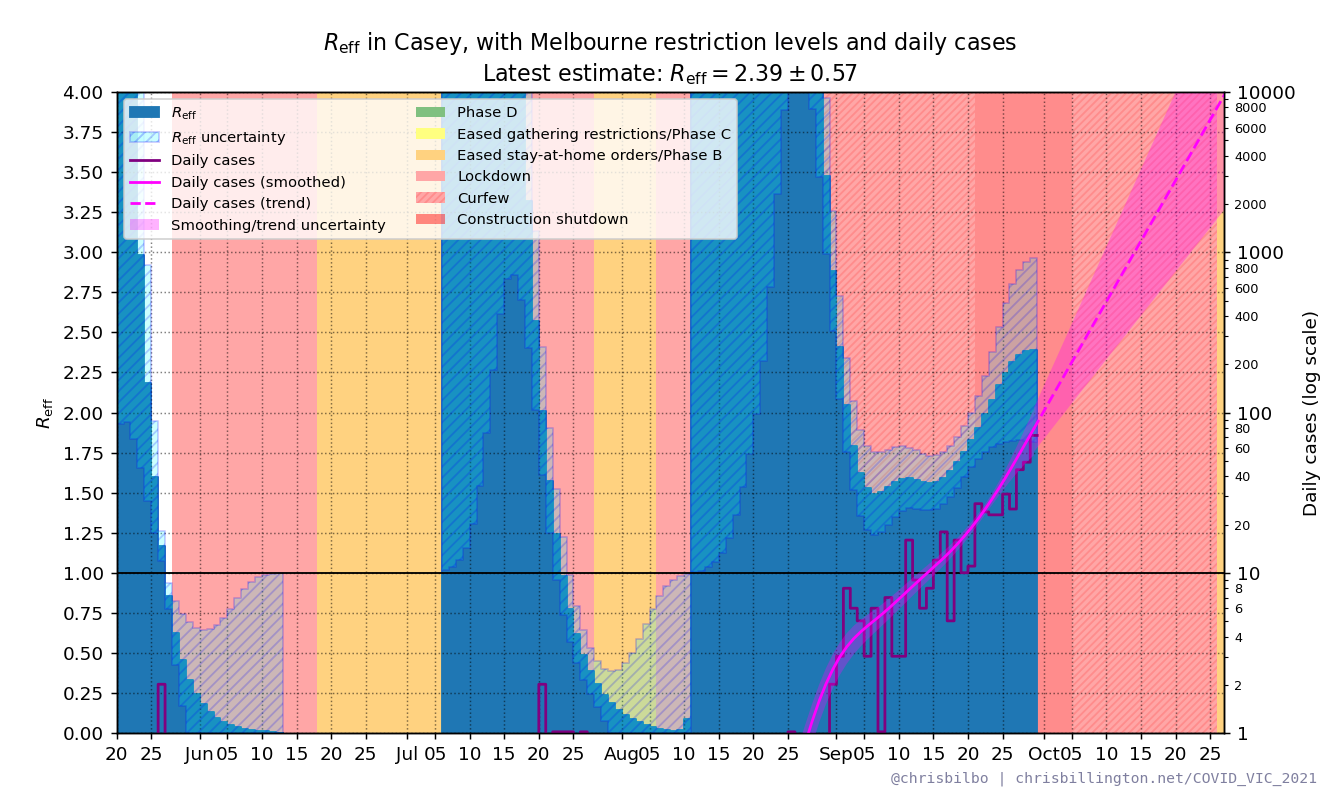 R_eff in Casey, with Melbourne restriction levels and daily cases
Latest estimate: R_eff = 2.39 ± 0.57
R_eff
R_eff uncertainty
Daily cases
Daily cases (smoothed)
Daily cases (trend)
Smoothing/trend uncertainty
Phase D
Eased gathering restrictions/Phase C
Eased stay-at-home orders/Phase B
Lockdown
Curfew
Construction shutdown
R_eff
4.00
3.75
3.50
3.25
3.00
2.75
2.50
2.25
2.00
1.75
1.50
1.25
1.00
0.75
0.50
0.25
0.00
10000
8000
6000
4000
2000
1000
800
600
400
200
100
80
60
40
20
10
8
6
4
2
1
Daily cases (log scale)
20 25 Jun 05 10 15 20 25 Jul 05 10 15 20 25 Aug 05 10 15 20 25 Sep 05 10 15 20 25 Oct 05 10 15 20 25
@chrisbilbo | chrisbillington.net/COVID_VIC_2021